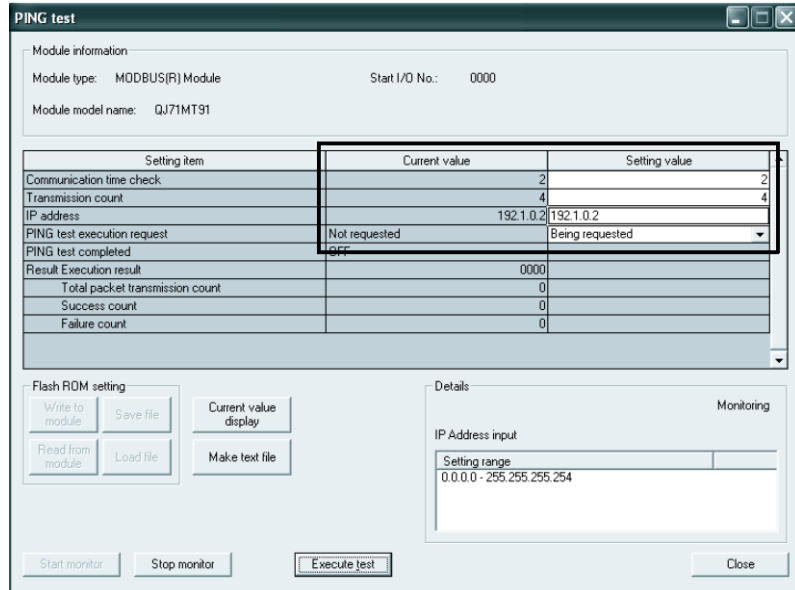 PING test
Module information
Module type: MODBUS(R) Module Start I/O No.: 0000
Module model name: QJ71MT91
Setting item Current value Setting value
Communication time check 2 2
Transmission count 4 4
IP address 192.1.0.2 192.1.0.2
PING test execution request Not requested Being requested
PING test completed OFF
Result Execution result 0000
Total packet transmission count 0
Success count 0
Failure count 0
Flash ROM setting
Write to module
Save file
Current value display
Read from module
Load file
Make text file
Details
Monitoring
IP Address input
Setting range
0.0.0.0 - 255.255.255.254
Start monitor Stop monitor Execute test Close